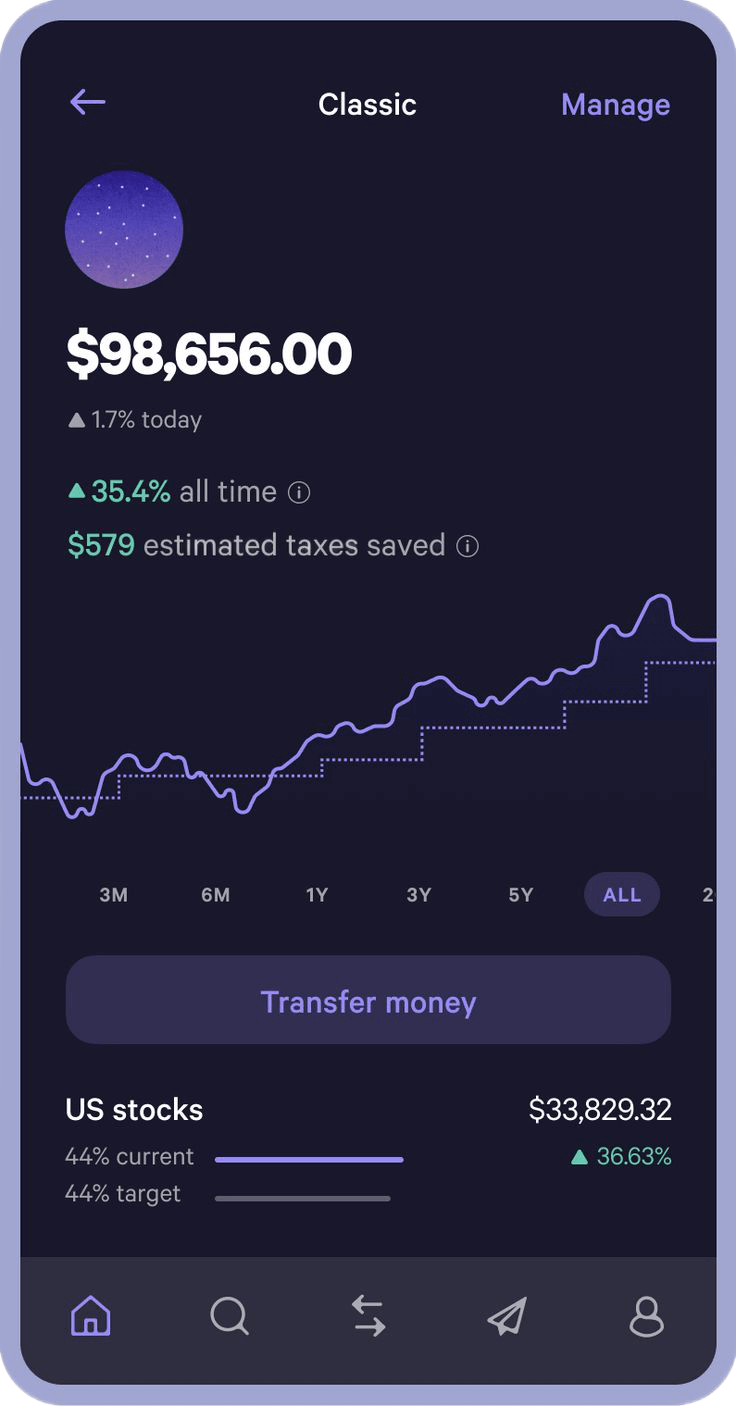 Classic Manage
$98,656.00
1.7% today
35.4% all time
$579 estimated taxes saved
3M 6M 1Y 3Y 5Y ALL
Transfer money
US stocks $33,829.32
44% current 36.63%
44% target